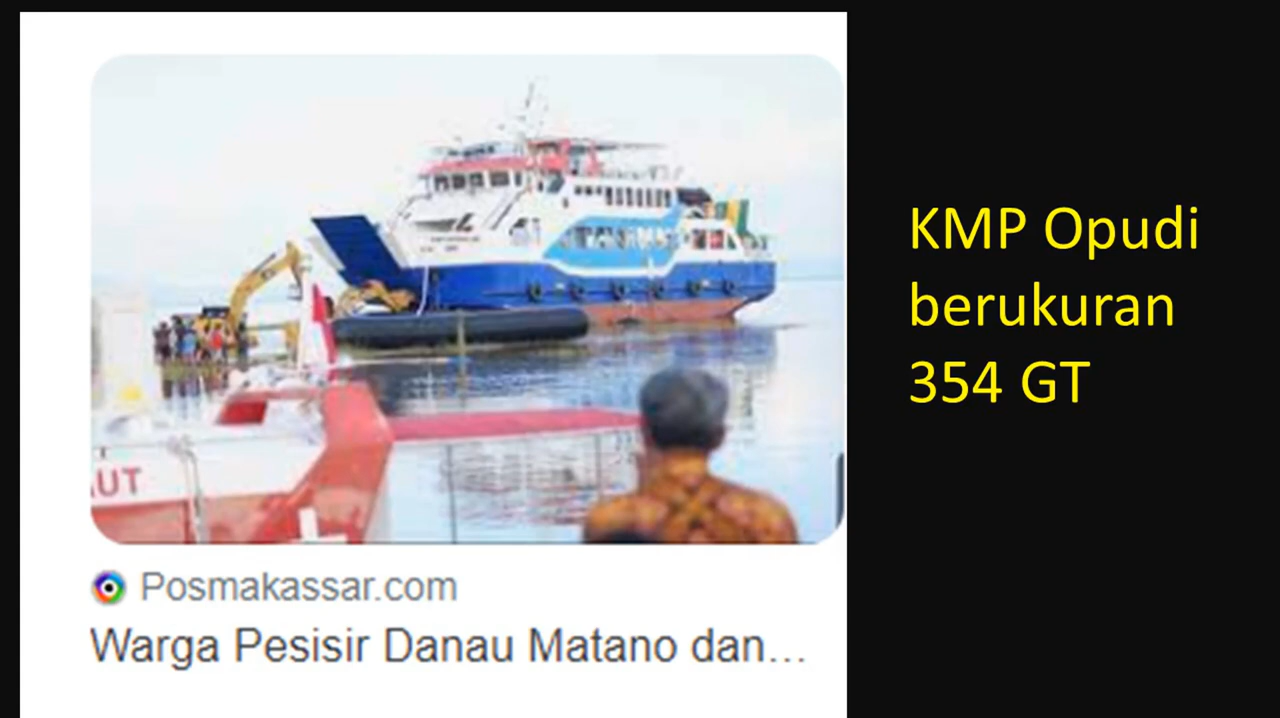 UT
Posmakassar.com
Warga Pesisir Danau Matano dan...
KMP Opudi
berukuran
354 GT